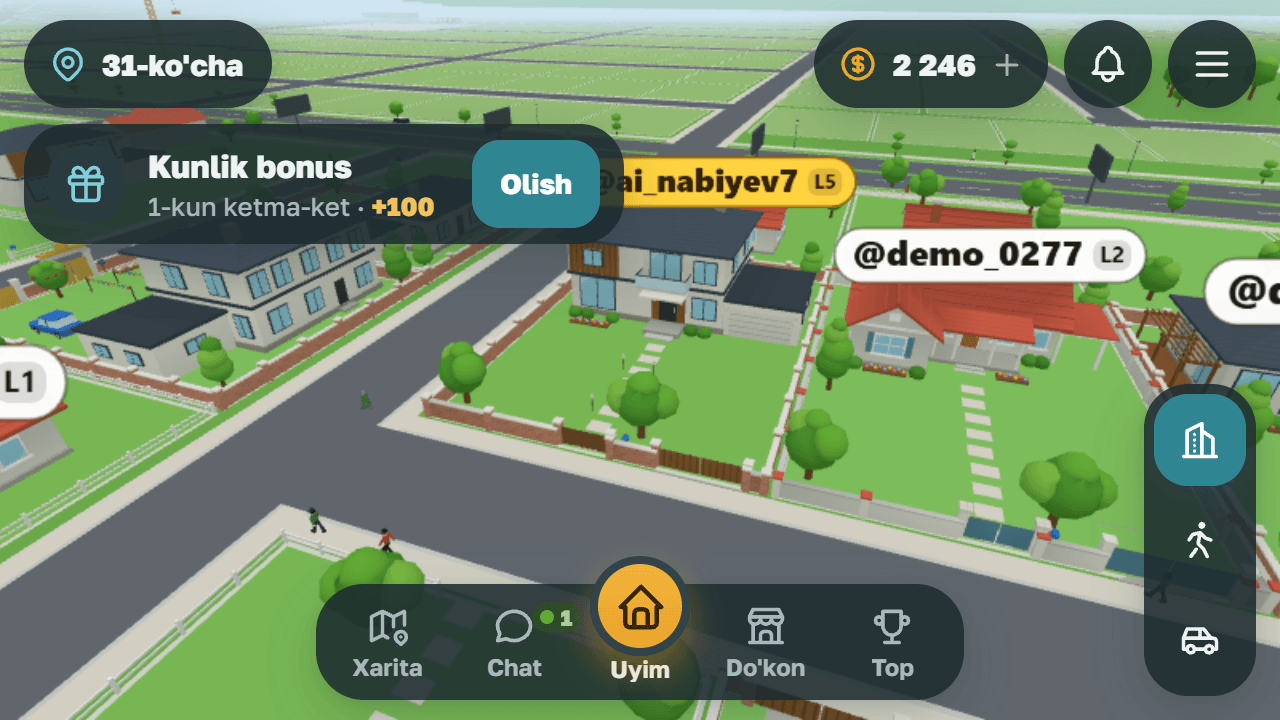 31-ko'cha
2 246
Kunlik bonus
1-kun ketma-ket · +100
Olish
@ai_nabiyev7 L5
@demo_0277 L2
L1
Xarita
Chat
1
Uyim
Do'kon
Top